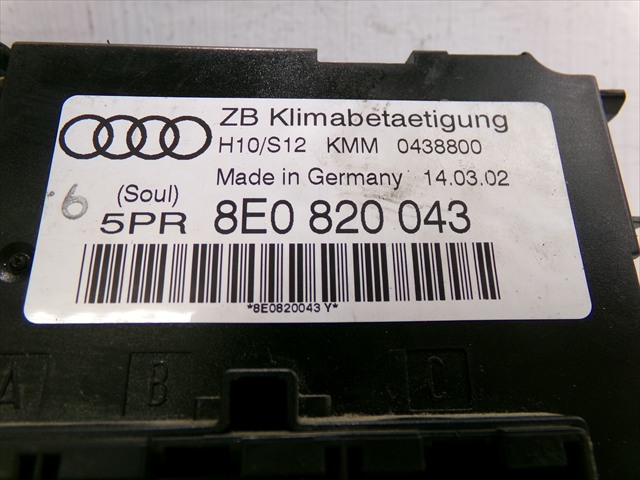 ZB Klimabetaetigung
H10/S12 KMM 0438800
Made in Germany 14.03.02
6 (Soul)
5PR 8E0 820 043
*8E0820043 Y*
A B C